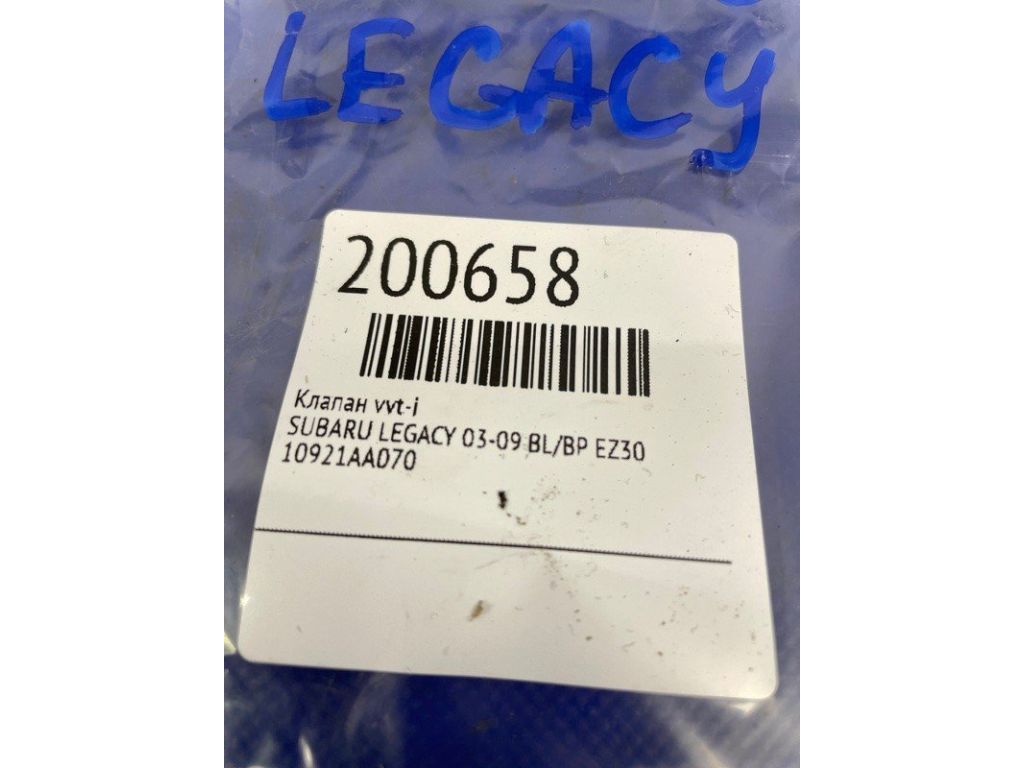 LEGACY
200658
Клапан vvt-i
SUBARU LEGACY 03-09 BL/BP EZ30
10921AA070